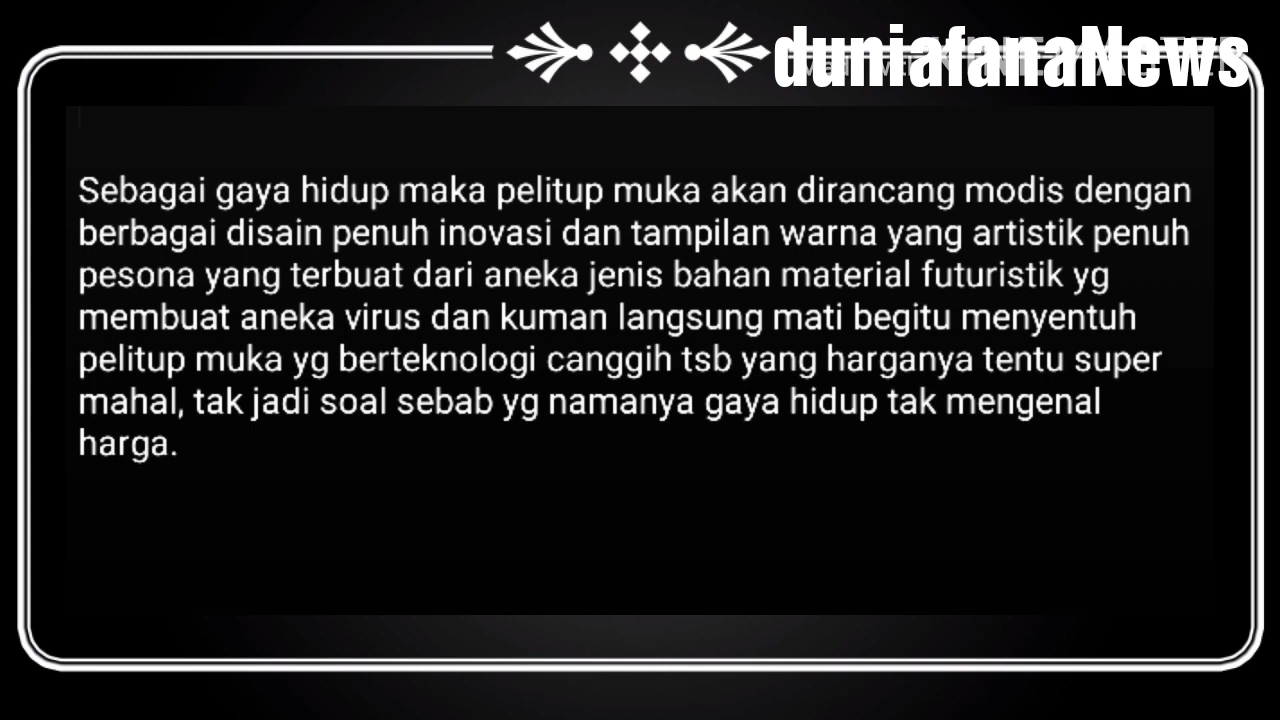 duniafanaNews
Sebagai gaya hidup maka pelitup muka akan dirancang modis dengan
berbagai disain penuh inovasi dan tampilan warna yang artistik penuh
pesona yang terbuat dari aneka jenis bahan material futuristik yg
membuat aneka virus dan kuman langsung mati begitu menyentuh
pelitup muka yg berteknologi canggih tsb yang harganya tentu super
mahal, tak jadi soal sebab yg namanya gaya hidup tak mengenal
harga.